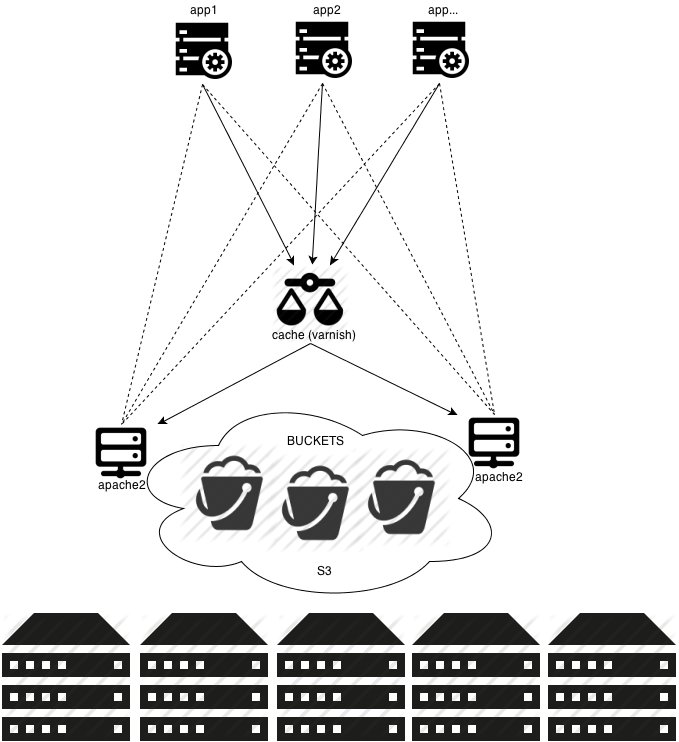 app1
app2
app...
cache (varnish)
BUCKETS
apache2
apache2
S3